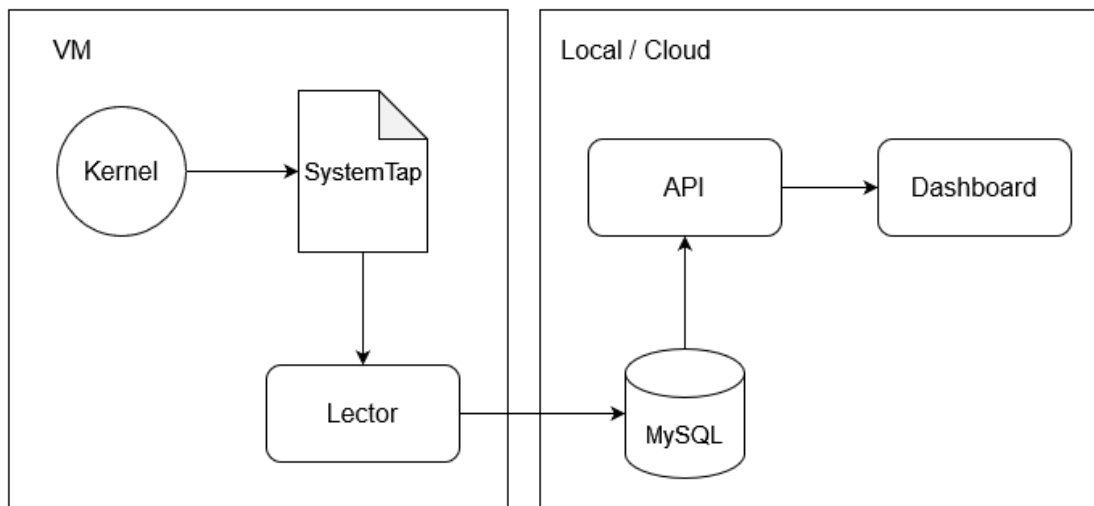 VM
Kernel
SystemTap
Lector
Local / Cloud
API
Dashboard
MySQL